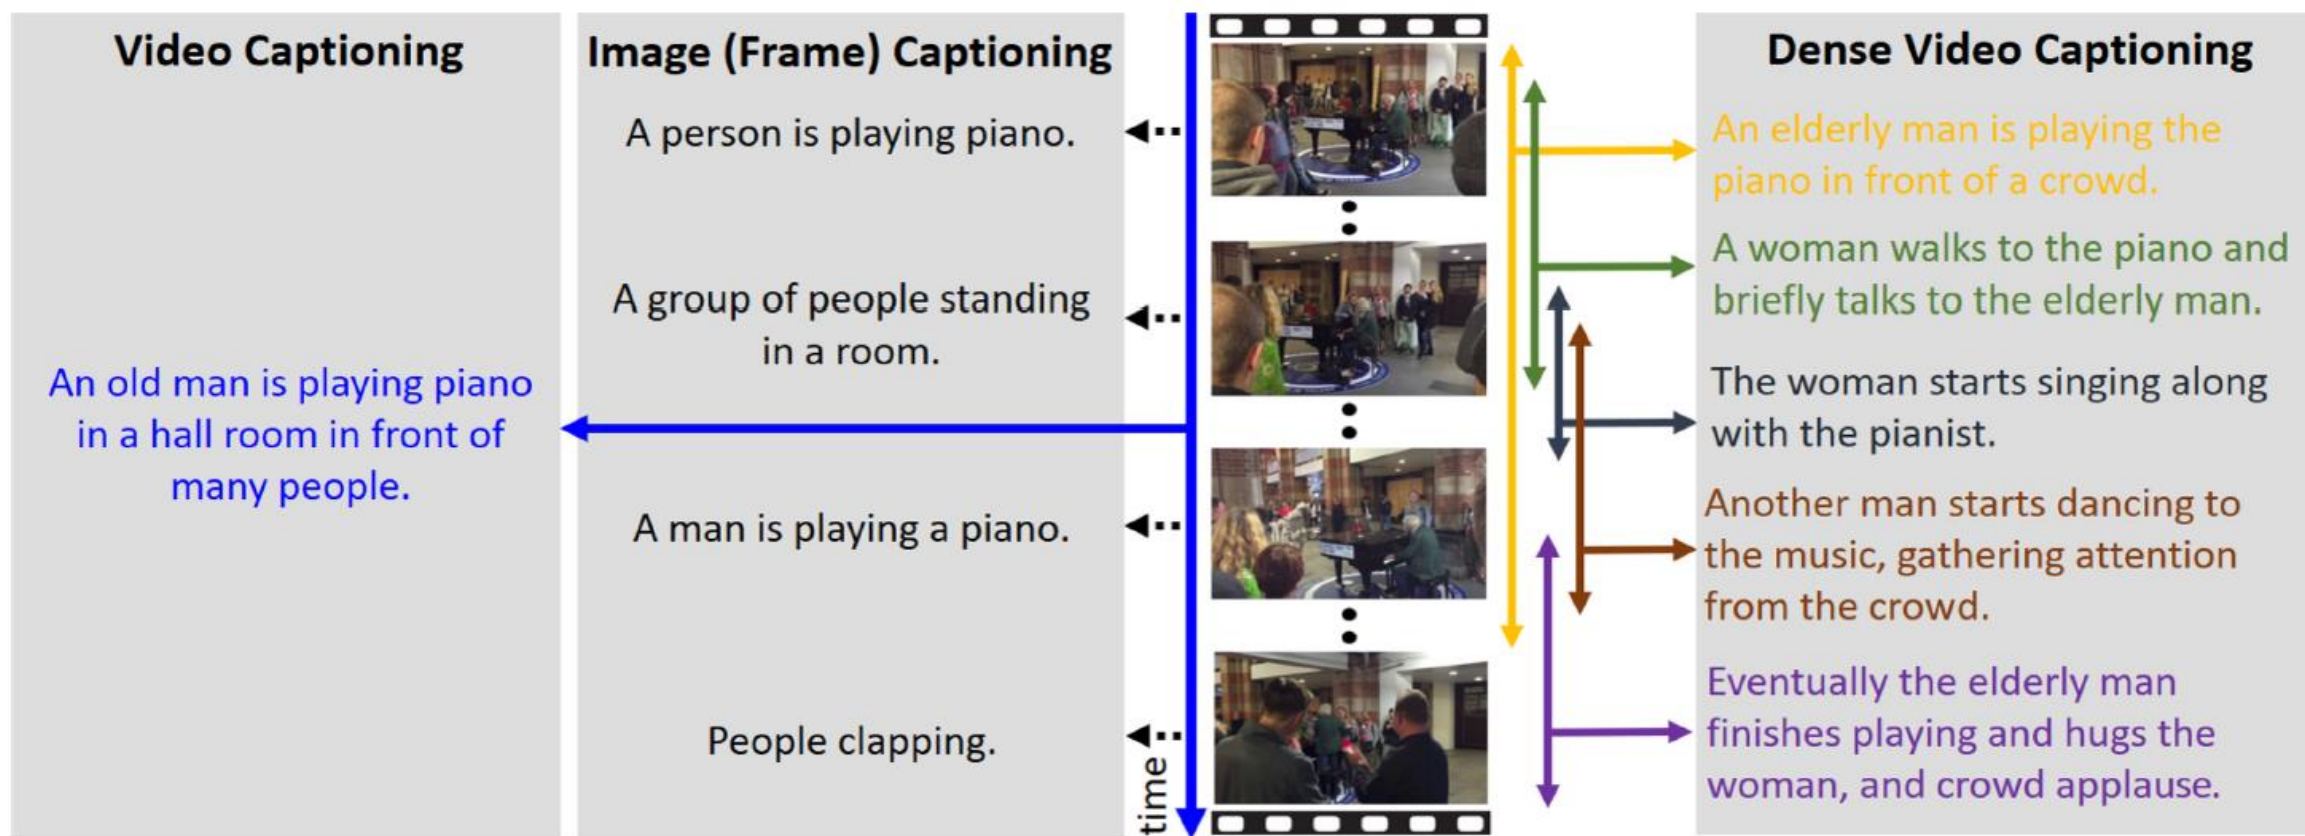 Video Captioning
An old man is playing piano
in a hall room in front of
many people.
Image (Frame) Captioning
A person is playing piano.
A group of people standing
in a room.
A man is playing a piano.
People clapping.
time
Dense Video Captioning
An elderly man is playing the
piano in front of a crowd.
A woman walks to the piano and
briefly talks to the elderly man.
The woman starts singing along
with the pianist.
Another man starts dancing to
the music, gathering attention
from the crowd.
Eventually the elderly man
finishes playing and hugs the
woman, and crowd applause.